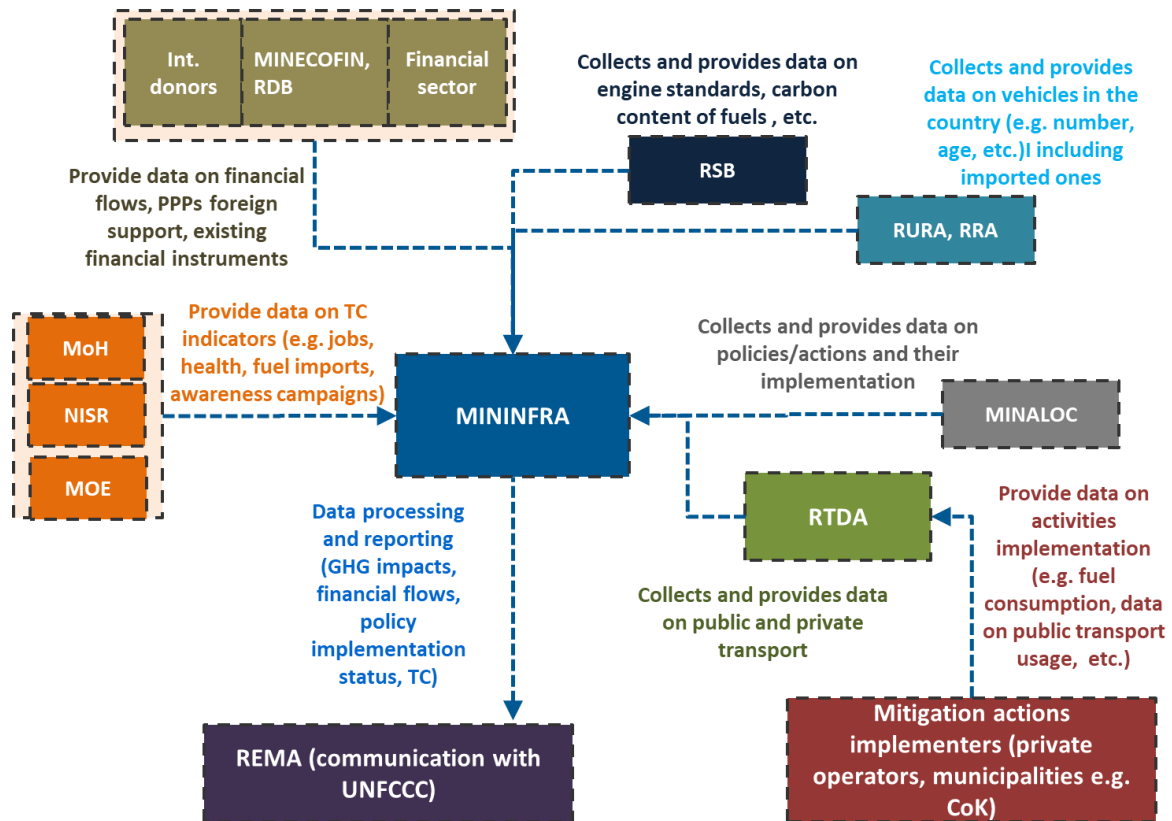 Int.
donors
MINECOFIN,
RDB
Financial
sector
Collects and provides data on
engine standards, carbon
content of fuels , etc.
RSB
Collects and provides
data on vehicles in the
country (e.g. number,
age, etc.)I including
imported ones
RURA, RRA
Provide data on financial
flows, PPPs foreign
support, existing
financial instruments
MoH
NISR
MOE
Provide data on TC
indicators (e.g. jobs,
health, fuel imports,
awareness campaigns)
MININFRA
Collects and provides data on
policies/actions and their
implementation
MINALOC
RTDA
Collects and provides data
on public and private
transport
Provide data on
activities
implementation
(e.g. fuel
consumption, data
on public transport
usage, etc.)
Data processing
and reporting
(GHG impacts,
financial flows,
policy
implementation
status, TC)
REMA (communication with
UNFCCC)
Mitigation actions
implementers (private
operators, municipalities e.g.
CoK)